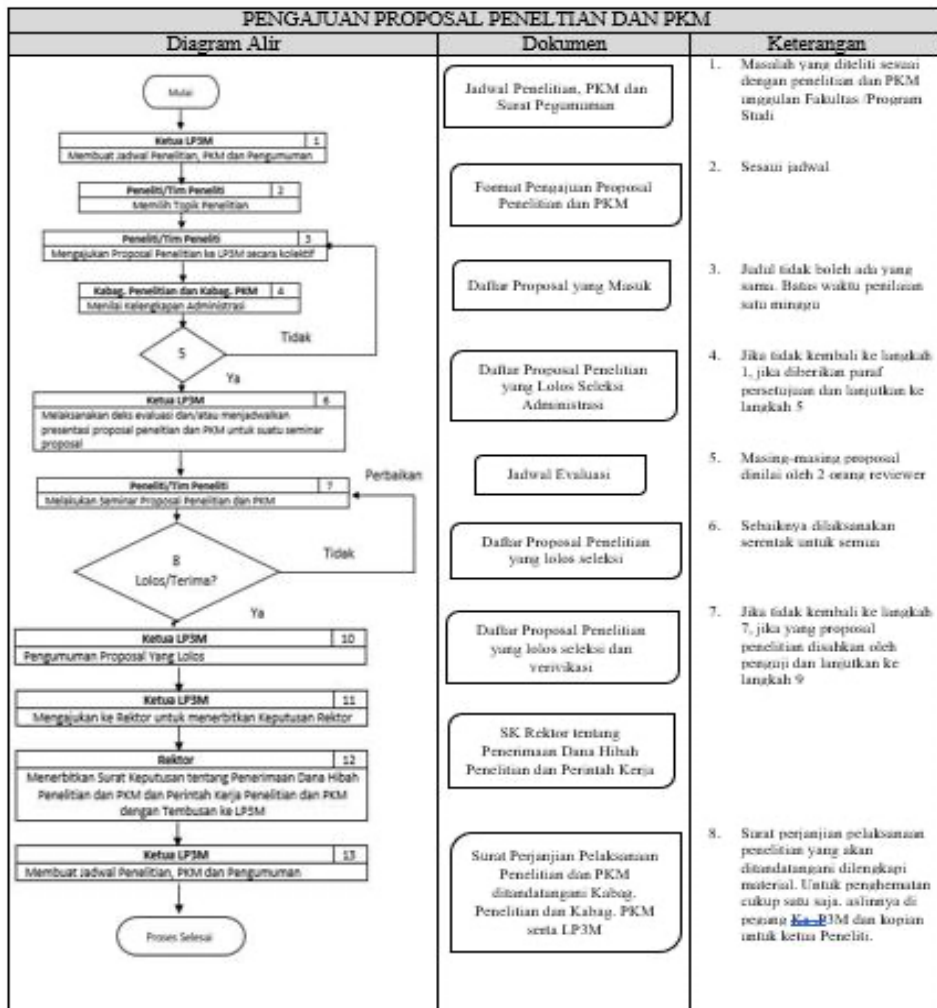 PENGAJUAN PROPOSAL PENELTIAN DAN PKM
Diagram Alir
Dokumen
Keterangan
Mulai
Ketua LP3M
1
Membuat Jadwal Penelitian, PKM dan Pengumuman
Peneliti/Tim Peneliti
2
Memilih Topik Penelitian
Peneliti/Tim Peneliti
3
Mengajukan Proposal Penelitian ke LP3M secara kolektif
Kabag. Penelitian dan Kabag. PKM
4
Menilai Kelengkapan Administrasi
5
Tidak
Ya
Ketua LP3M
6
Melaksanakan deks evaluasi dan/atau menjadwalkan
presentasi proposal peneltian dan PKM untuk suatu seminar
proposal
Peneliti/Tim Peneliti
7
Melakukan Seminar Proposal Penelitian dan PKM
Perbaikan
8
Lolos/Terima?
Tidak
Ya
Ketua LP3M
10
Pengumuman Proposal Yang Lolos
Ketua LP3M
11
Mengajukan ke Rektor untuk menerbitkan Keputusan Rektor
Rektor
12
Menerbitkan Surat Keputusan tentang Penerimaan Dana Hibah
Penelitian dan PKM dan Perintah Kerja Penelitian dan PKM
dengan Tembusan ke LP3M
Ketua LP3M
13
Membuat Jadwal Penelitian, PKM dan Pengumuman
Proses Selesai
Jadwal Penelitian, PKM dan
Surat Pegumuman
Format Pengajuan Proposal
Penelitian dan PKM
Daftar Proposal yang Masuk
Daftar Proposal Penelitian
yang Lolos Seleksi
Administrasi
Jadwal Evaluasi
Daftar Proposal Penelitian
yang lolos seleksi
Daftar Proposal Penelitian
yang lolos seleksi dan
verivikasi
SK Rektor tentang
Penerimaan Dana Hibah
Penelitian dan Perintah Kerja
Surat Perjanjian Pelaksanaan
Penelitian dan PKM
ditandatangani Kabag.
Penelitian dan Kabag. PKM
serta LP3M
1. Masalah yang diteliti sesuai
dengan penelitian dan PKM
unggulan Fakultas /Program
Studi
2. Sesuai jadwal
3. Judul tidak boleh ada yang
sama. Batas waktu penilaian
satu minggu
4. Jika tidak kembali ke langkah
1, jika diberikan paraf
persetujuan dan lanjutkan ke
langkah 5
5. Masing-masing proposal
dinilai oleh 2 orang reviewer
6. Sebaiknya dilaksanakan
serentak untuk semua
7. Jika tidak kembali ke langkah
7, jika yang proposal
penelitian disahkan oleh
penguji dan lanjutkan ke
langkah 9
8. Surat perjanjian pelaksanaan
penelitian yang akan
ditandatangani dilengkapi
material. Untuk penghematan
cukup satu saja. aslinnya di
pegang P3M dan kopian
untuk ketua Peneliti.